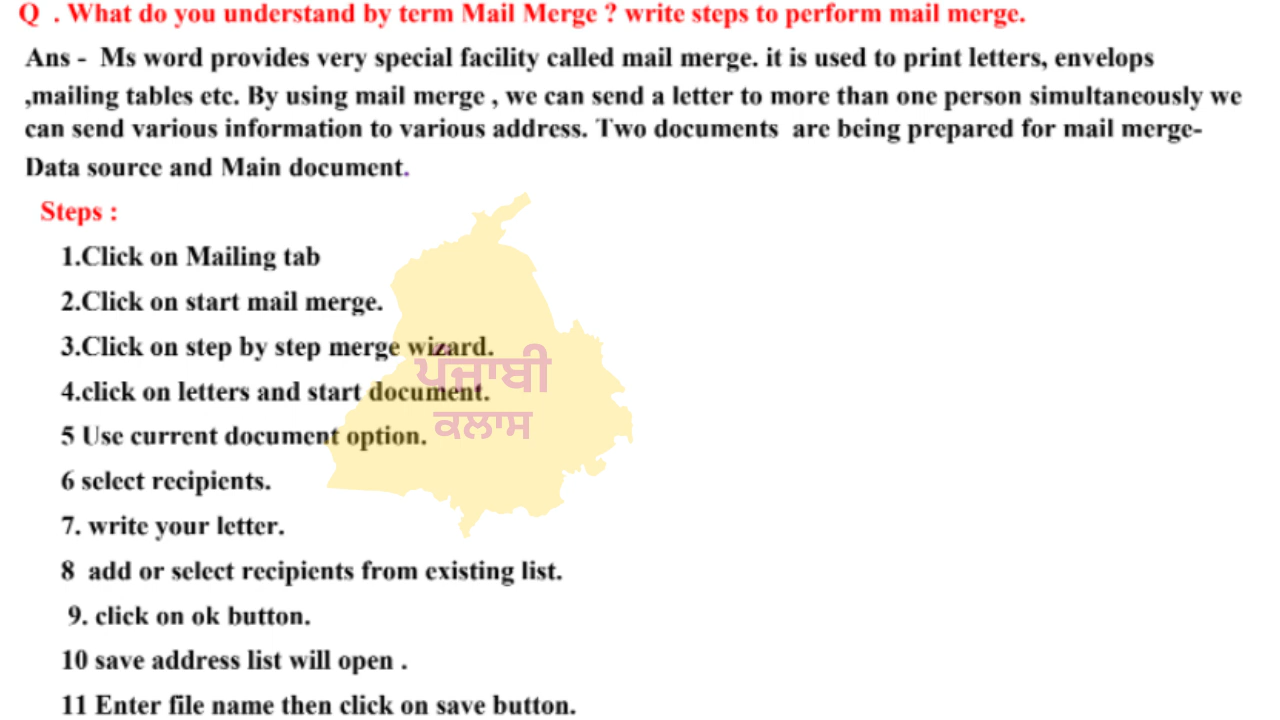 Q . What do you understand by term Mail Merge ? write steps to perform mail merge.
Ans - Ms word provides very special facility called mail merge. it is used to print letters, envelops
,mailing tables etc. By using mail merge , we can send a letter to more than one person simultaneously we
can send various information to various address. Two documents are being prepared for mail merge-
Data source and Main document.
Steps :
1.Click on Mailing tab
2.Click on start mail merge.
3.Click on step by step merge wizard.
ਪੰਜਾਬੀ
4.click on letters and start document.
ਕਲਾਸ
5 Use current document option.
6 select recipients.
7. write your letter.
8 add or select recipients from existing list.
9. click on ok button.
10 save address list will open .
11 Enter file name then click on save button.